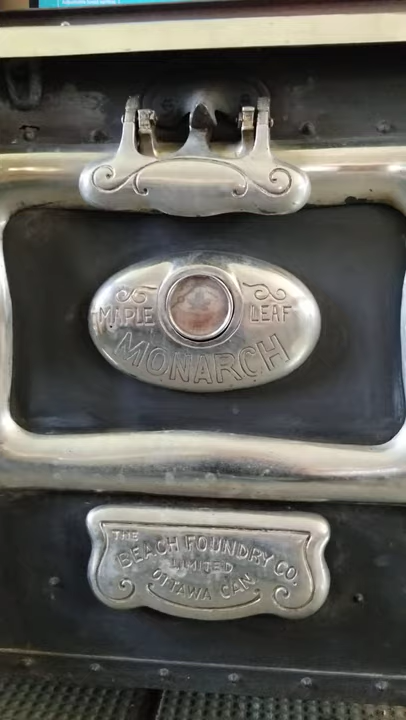 MAPLE LEAF
MONARCH
THE
BEACH FOUNDRY CO.
LIMITED
OTTAWA CAN.